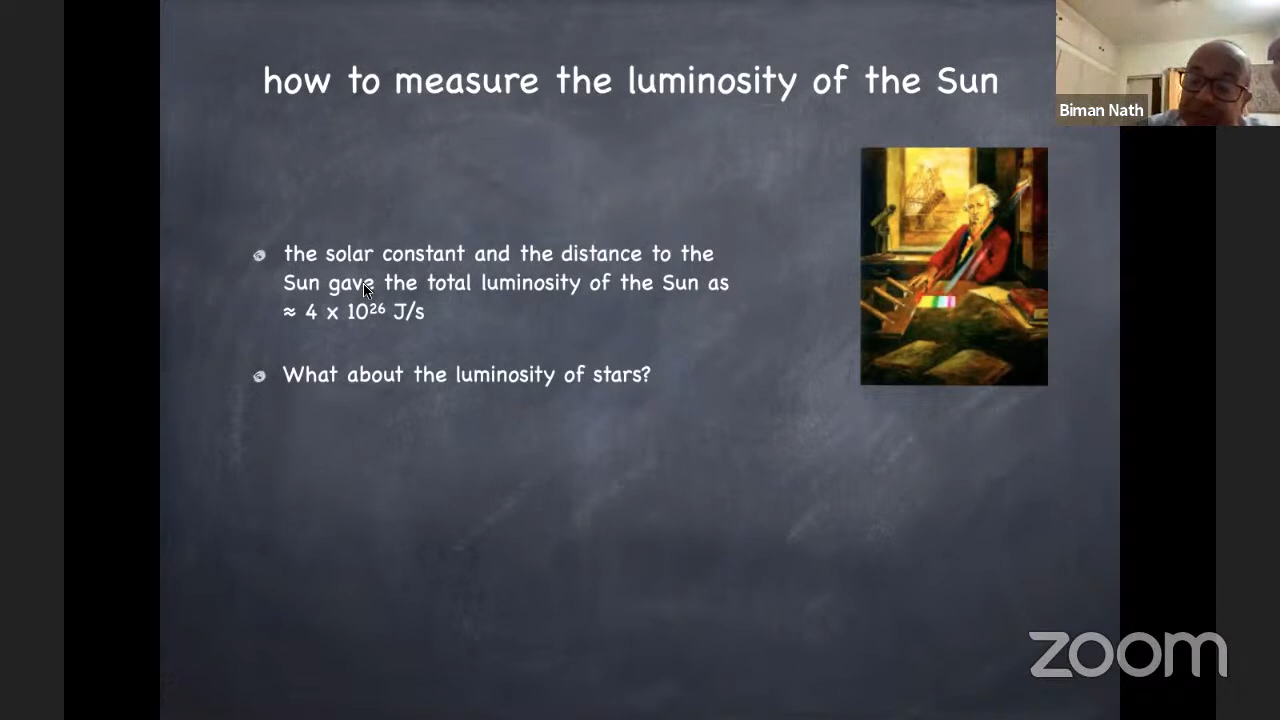 how to measure the luminosity of the Sun
Biman Nath
the solar constant and the distance to the
Sun gave the total luminosity of the Sun as
≈ 4 x 10²⁶ J/s
What about the luminosity of stars?
zoom